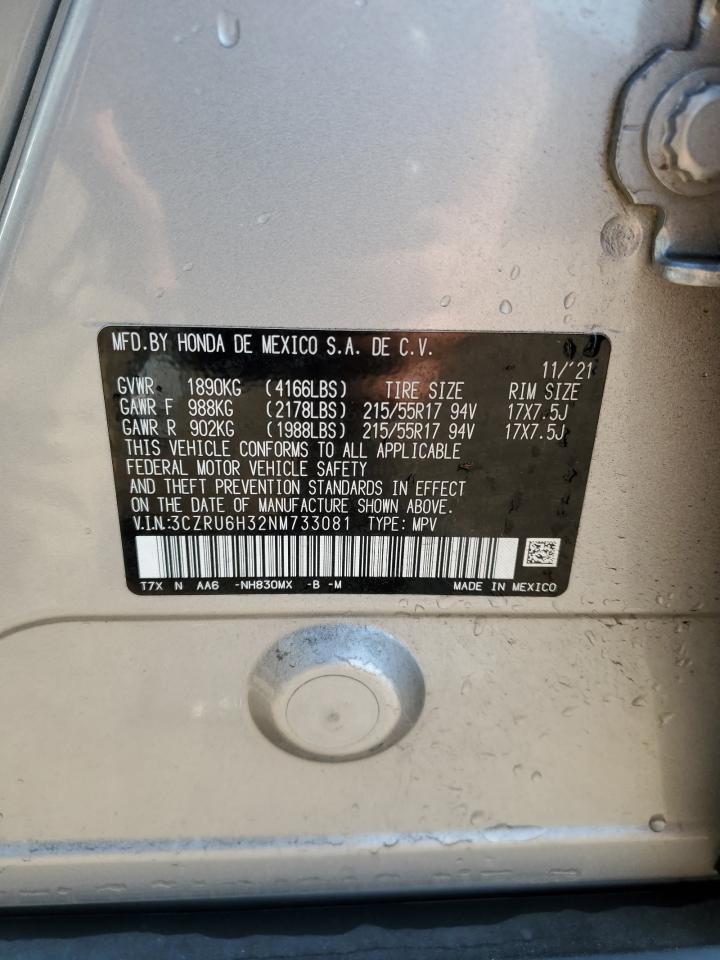 MFD.BY HONDA DE MEXICO S.A. DE C.V.
11/'21
GVWR 1890KG (4166LBS) TIRE SIZE RIM SIZE
GAWR F 988KG (2178LBS) 215/55R17 94V 17X7.5J
GAWR R 902KG (1988LBS) 215/55R17 94V 17X7.5J
THIS VEHICLE CONFORMS TO ALL APPLICABLE
FEDERAL MOTOR VEHICLE SAFETY
AND THEFT PREVENTION STANDARDS IN EFFECT
ON THE DATE OF MANUFACTURE SHOWN ABOVE.
V.I.N.:3CZRU6H32NM733081 TYPE: MPV
T7X N AA6 -NH830MX -B -M MADE IN MEXICO